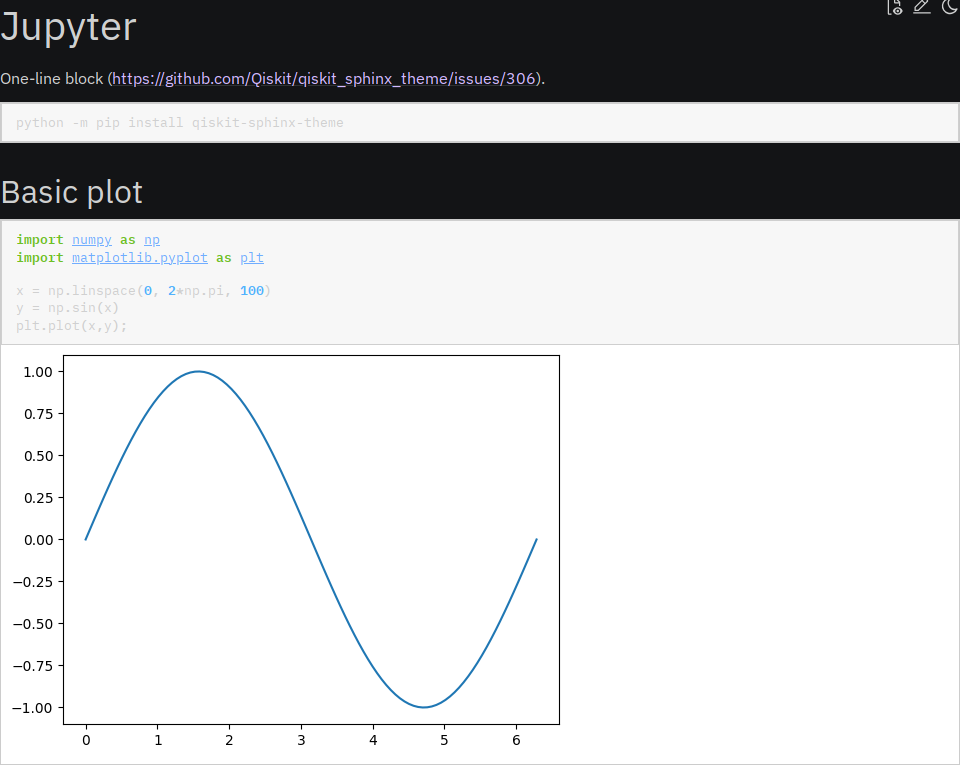 Jupyter
One-line block (https://github.com/Qiskit/qiskit_sphinx_theme/issues/306).
python -m pip install qiskit-sphinx-theme
Basic plot
import numpy as np
import matplotlib.pyplot as plt
x = np.linspace(0, 2*np.pi, 100)
y = np.sin(x)
plt.plot(x,y);
1.00
0.75
0.50
0.25
0.00
−0.25
−0.50
−0.75
−1.00
0 1 2 3 4 5 6